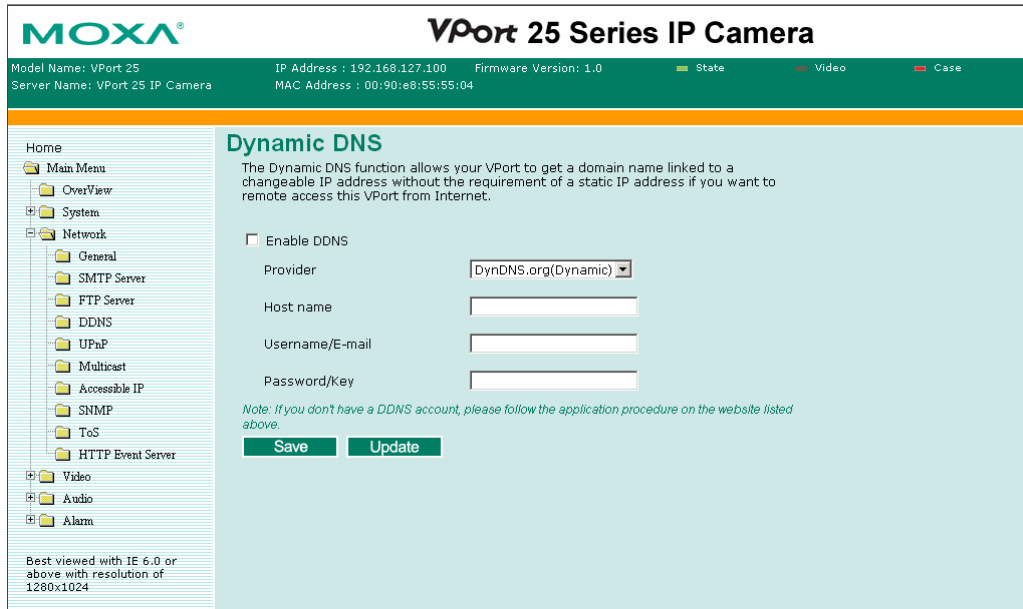 MOXA®
VPort 25 Series IP Camera
Model Name: VPort 25
IP Address : 192.168.127.100
Firmware Version: 1.0
State
Video
Case
Server Name: VPort 25 IP Camera
MAC Address : 00:90:e8:55:55:04
Home
Main Menu
OverView
System
Network
General
SMTP Server
FTP Server
DDNS
UPnP
Multicast
Accessible IP
SNMP
ToS
HTTP Event Server
Video
Audio
Alarm
Best viewed with IE 6.0 or
above with resolution of
1280x1024
Dynamic DNS
The Dynamic DNS function allows your VPort to get a domain name linked to a
changeable IP address without the requirement of a static IP address if you want to
remote access this VPort from Internet.
Enable DDNS
Provider
DynDNS.org(Dynamic)
Host name
Username/E-mail
Password/Key
Note: If you don't have a DDNS account, please follow the application procedure on the website listed
above.
Save
Update